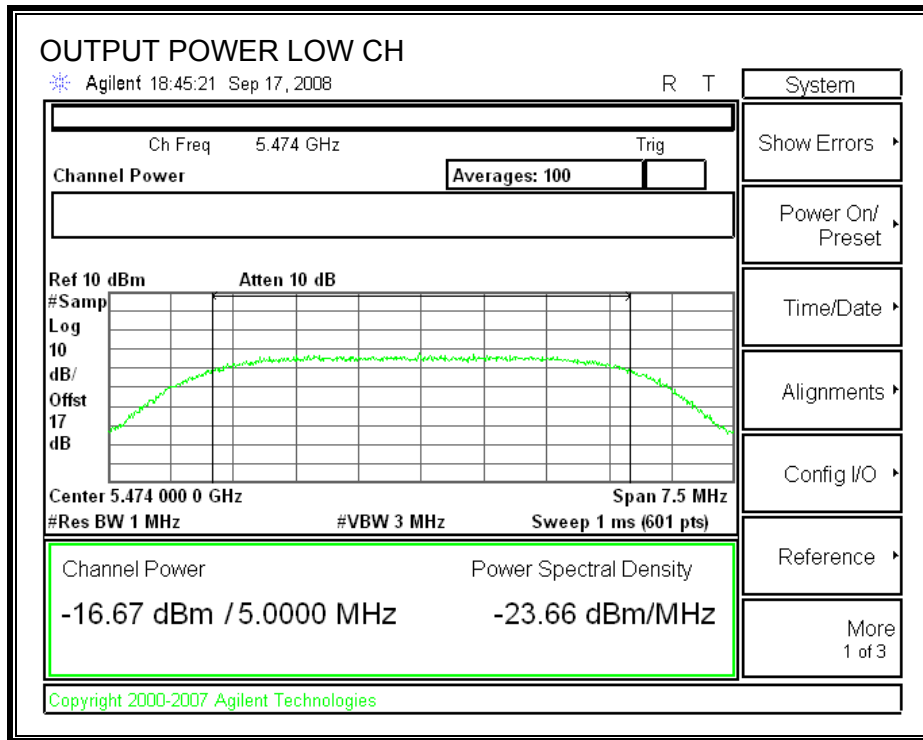 OUTPUT POWER LOW CH
Agilent 18:45:21 Sep 17, 2008 R T
System
Ch Freq 5.474 GHz Trig
Channel Power Averages: 100
Ref 10 dBm Atten 10 dB
#Samp
Log
10
dB/
Offst
17
dB
Center 5.474 000 0 GHz Span 7.5 MHz
#Res BW 1 MHz #VBW 3 MHz Sweep 1 ms (601 pts)
Channel Power Power Spectral Density
-16.67 dBm / 5.0000 MHz -23.66 dBm/MHz
Copyright 2000-2007 Agilent Technologies
Show Errors
Power On/
Preset
Time/Date
Alignments
Config I/O
Reference
More
1 of 3